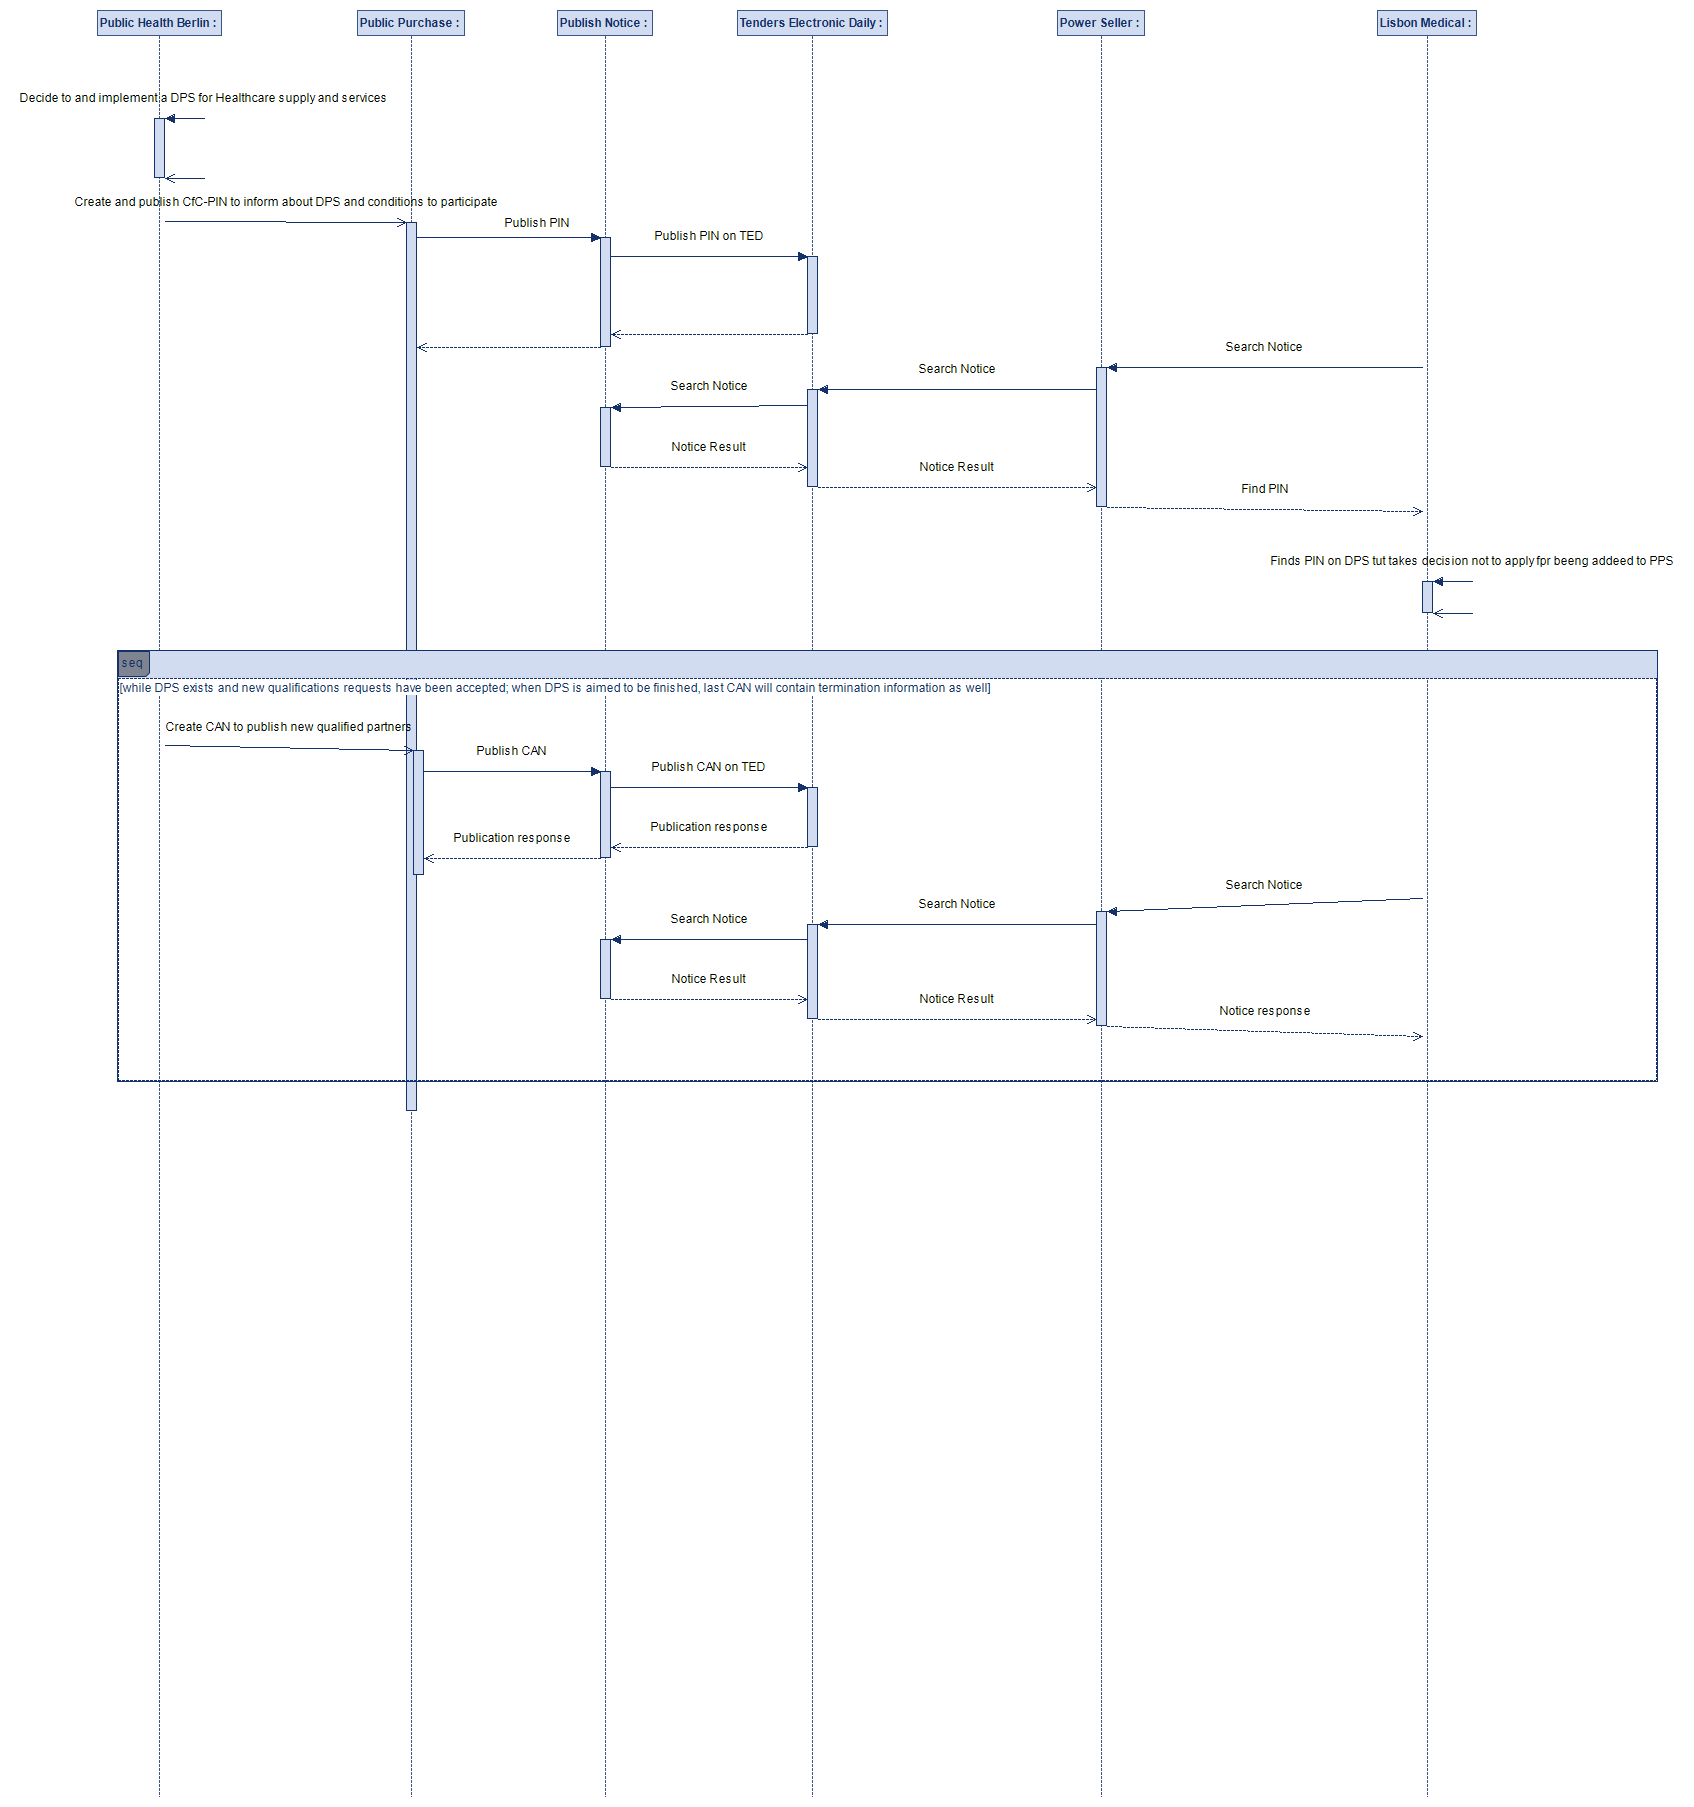 Public Health Berlin :
Public Purchase :
Publish Notice :
Tenders Electronic Daily :
Power Seller :
Lisbon Medical :
Decide to and implement a DPS for Healthcare supply and services
Create and publish CfC-PIN to inform about DPS and conditions to participate
Publish PIN
Publish PIN on TED
Search Notice
Search Notice
Search Notice
Notice Result
Notice Result
Find PIN
Finds PIN on DPS tut takes decision not to apply fpr beeng addeed to PPS
seq
[while DPS exists and new qualifications requests have been accepted; when DPS is aimed to be finished, last CAN will contain termination information as well]
Create CAN to publish new qualified partners
Publish CAN
Publish CAN on TED
Publication response
Publication response
Search Notice
Search Notice
Search Notice
Notice Result
Notice Result
Notice response